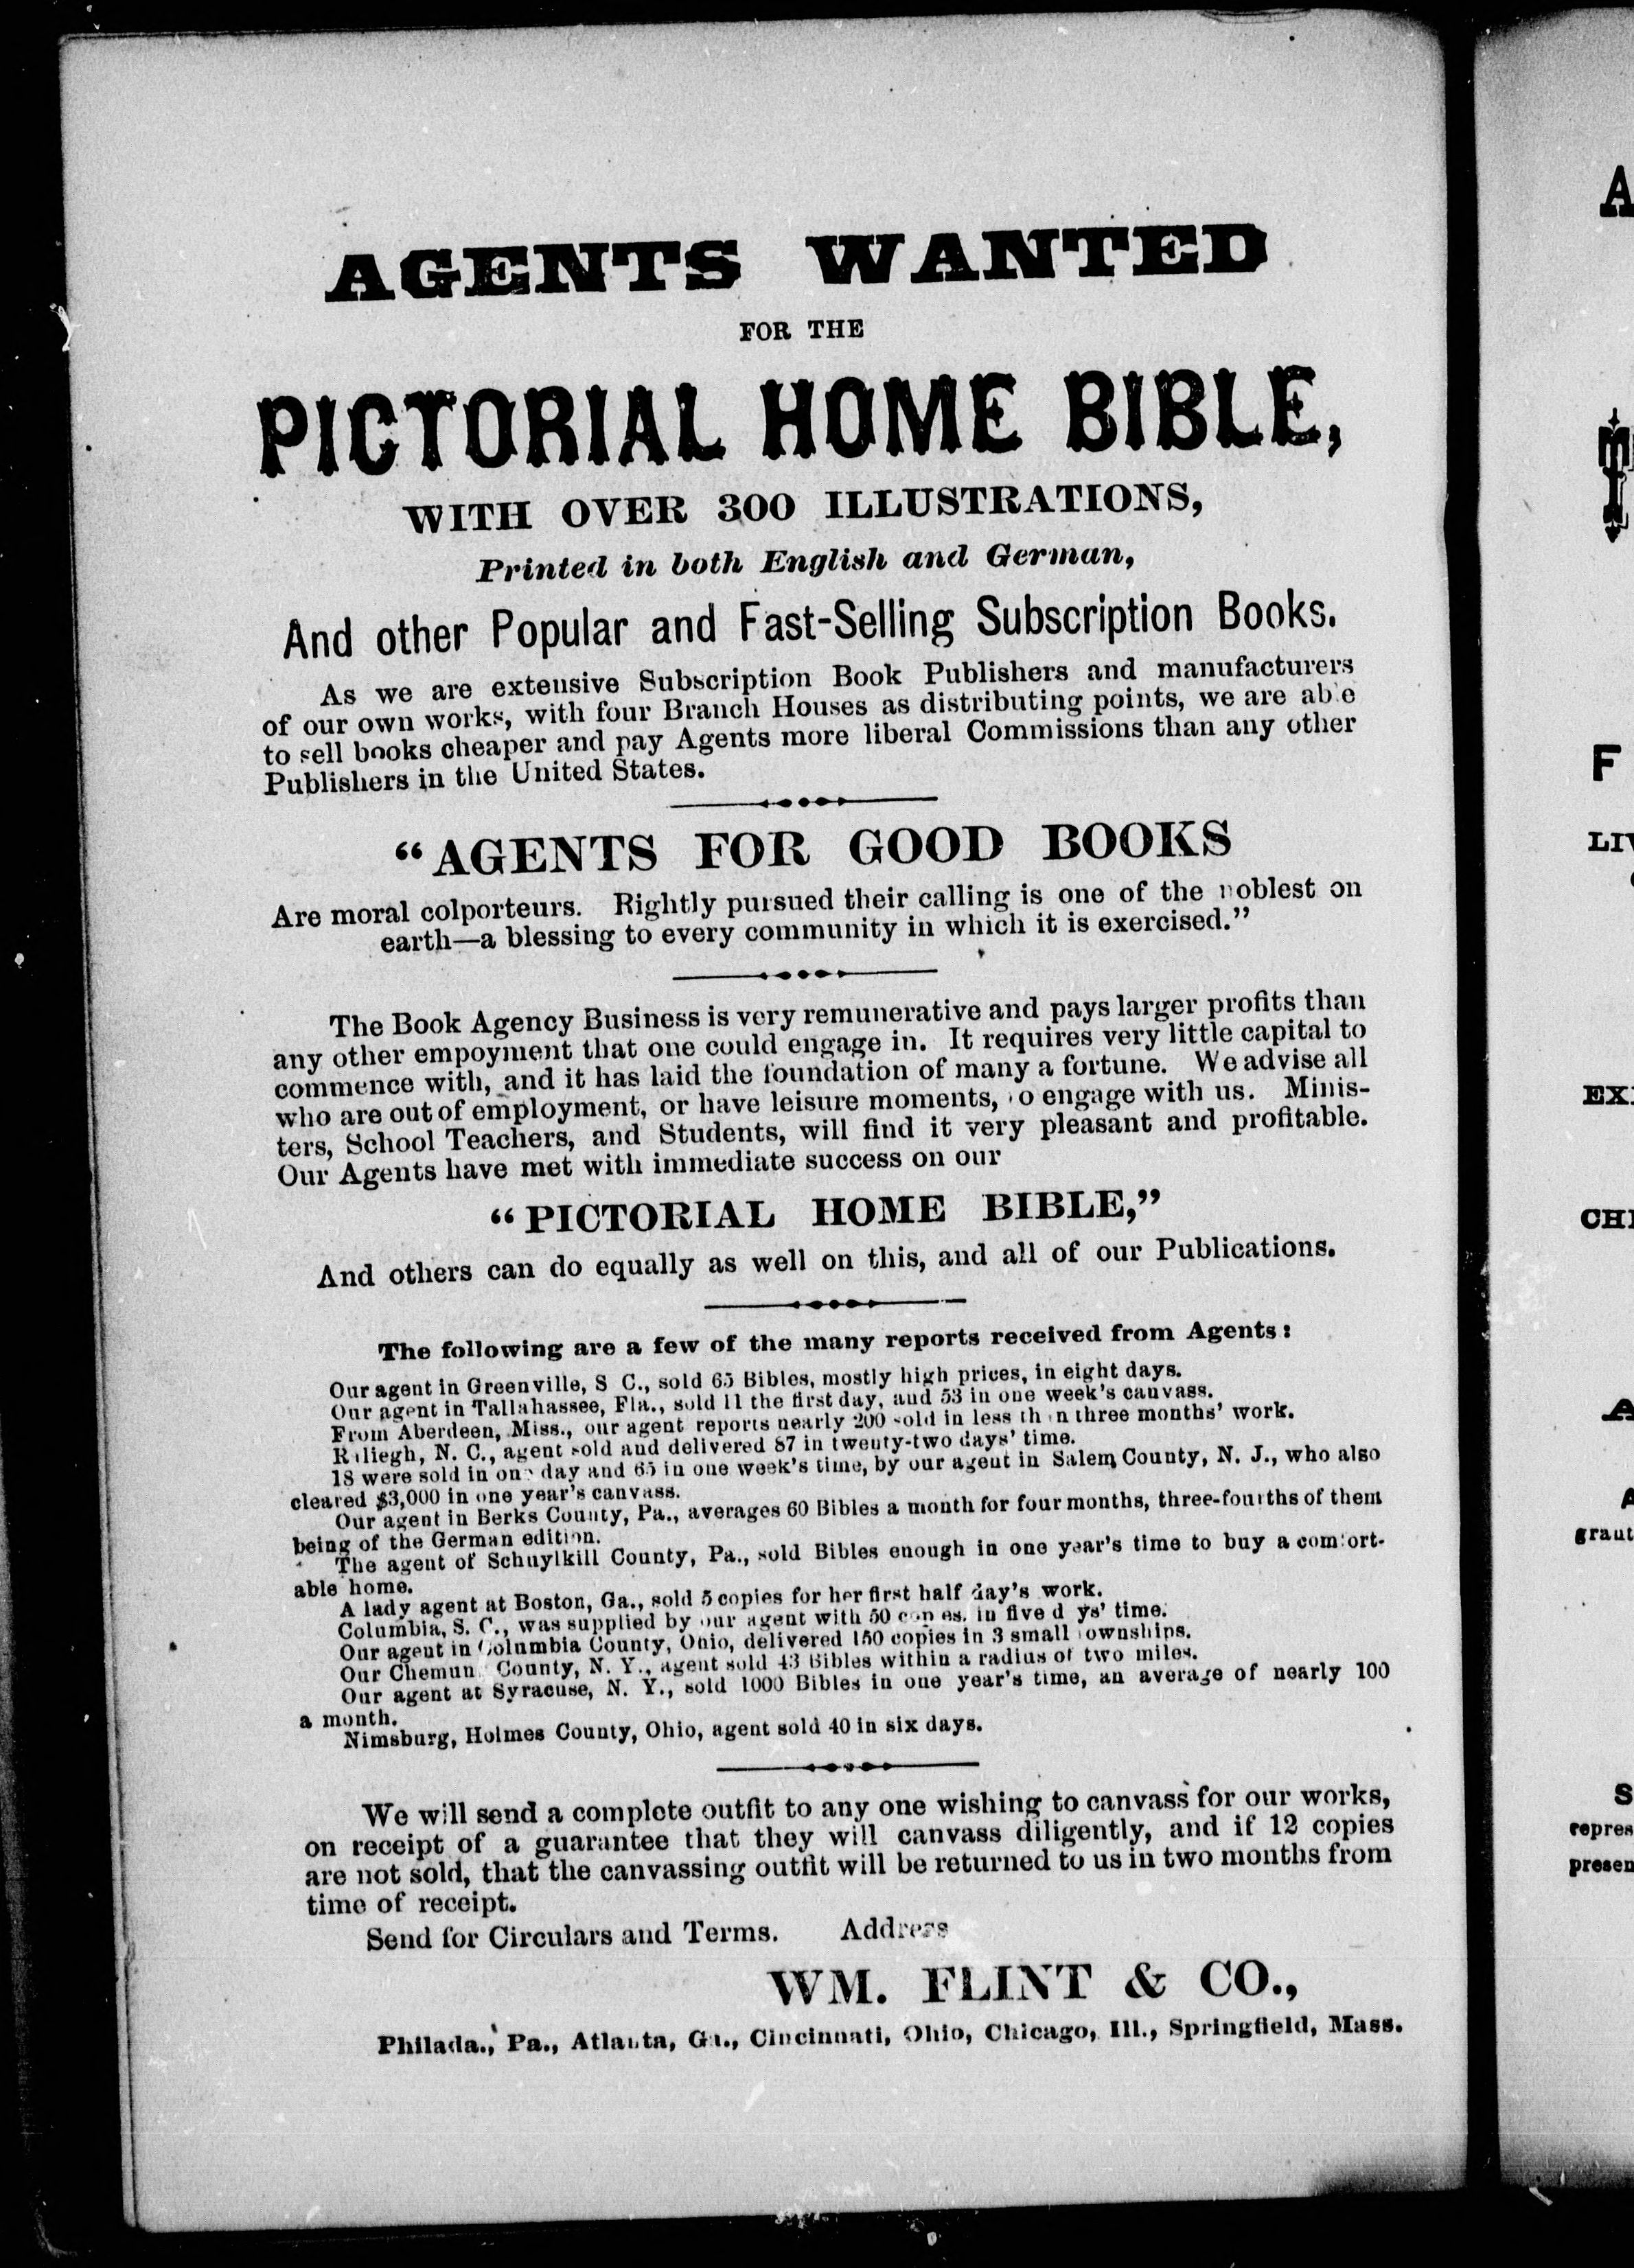 AGENTS WANTED
FOR THE
PICTORIAL HOME BIBLE,
WITH OVER 300 ILLUSTRATIONS,
Printed in both English and German,
And other Popular and Fast-Selling Subscription Books.
As we are extensive Subscription Book Publishers and manufacturers
of our own works, with four Branch Houses as distributing points, we are able
to sell books cheaper and pay Agents more liberal Commissions than any other
Publishers in the United States.
“AGENTS FOR GOOD BOOKS
Are moral colporteurs. Rightly pursued their calling is one of the noblest on
earth—a blessing to every community in which it is exercised.”
The Book Agency Business is very remunerative and pays larger profits than
any other empoyment that one could engage in. It requires very little capital to
commence with, and it has laid the foundation of many a fortune. We advise all
who are out of employment, or have leisure moments, to engage with us. Minis-
ters, School Teachers, and Students, will find it very pleasant and profitable.
Our Agents have met with immediate success on our
“PICTORIAL HOME BIBLE,”
And others can do equally as well on this, and all of our Publications.
The following are a few of the many reports received from Agents:
Our agent in Greenville, S C., sold 65 Bibles, mostly high prices, in eight days.
Our agent in Tallahassee, Fla., sold 11 the first day, and 53 in one week's canvass.
From Aberdeen, Miss., our agent reports nearly 200 sold in less than three months' work.
Raliegh, N. C., agent sold and delivered 87 in twenty-two days' time.
18 were sold in one day and 65 in one week's time, by our agent in Salem County, N. J., who also
cleared $3,000 in one year's canvass.
Our agent in Berks County, Pa., averages 60 Bibles a month for four months, three-fourths of them
being of the German edition.
The agent of Schuylkill County, Pa., sold Bibles enough in one year's time to buy a comfort-
able home.
A lady agent at Boston, Ga., sold 5 copies for her first half day's work.
Columbia, S. C., was supplied by our agent with 50 copies, in five days' time.
Our agent in Columbia County, Ohio, delivered 150 copies in 3 small townships.
Our Chemung County, N. Y., agent sold 43 Bibles within a radius of two miles.
Our agent at Syracuse, N. Y., sold 1000 Bibles in one year's time, an average of nearly 100
a month.
Nimsburg, Holmes County, Ohio, agent sold 40 in six days.
We will send a complete outfit to any one wishing to canvass for our works,
on receipt of a guarantee that they will canvass diligently, and if 12 copies
are not sold, that the canvassing outfit will be returned to us in two months from
time of receipt.
Send for Circulars and Terms. Address
WM. FLINT & CO.,
Philada., Pa., Atlanta, Ga., Cincinnati, Ohio, Chicago, Ill., Springfield, Mass.